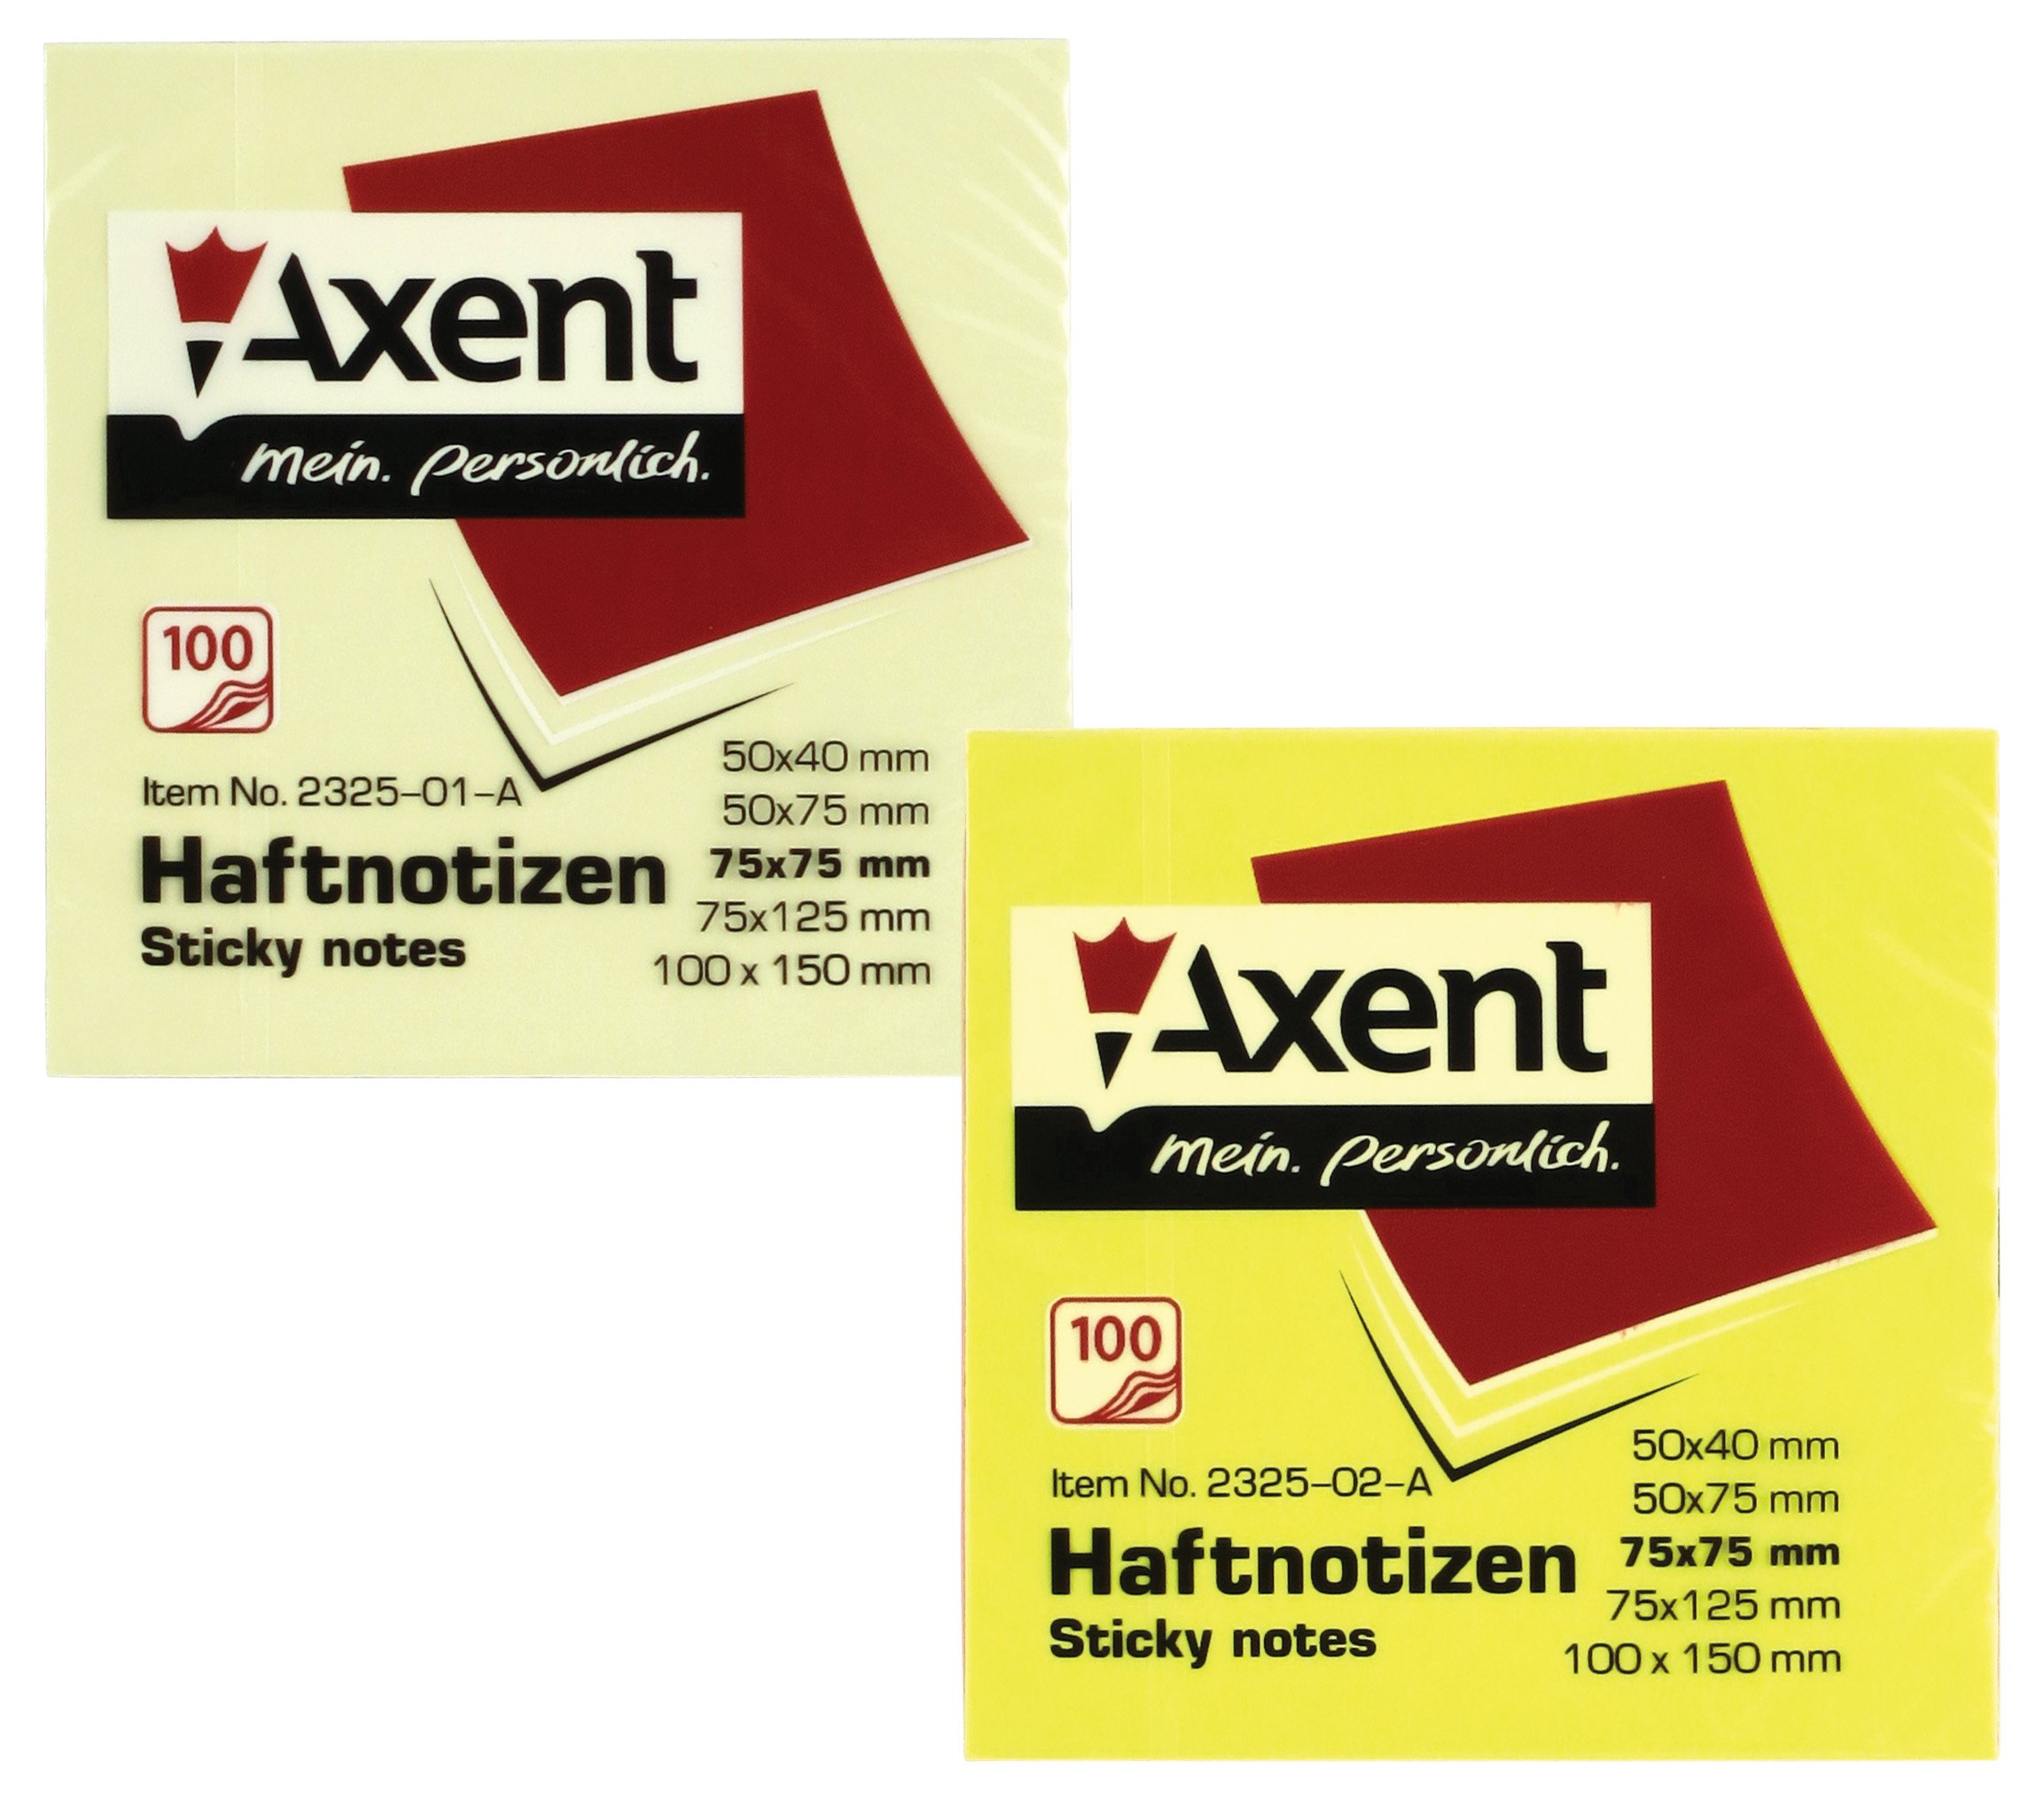 Axent
mein. personlich.
100
Item No. 2325-01-A
Haftnotizen
Sticky notes
50x40 mm
50x75 mm
75x75 mm
75x125 mm
100 x 150 mm
Axent
mein. personlich.
100
Item No. 2325-02-A
Haftnotizen
Sticky notes
50x40 mm
50x75 mm
75x75 mm
75x125 mm
100 x 150 mm